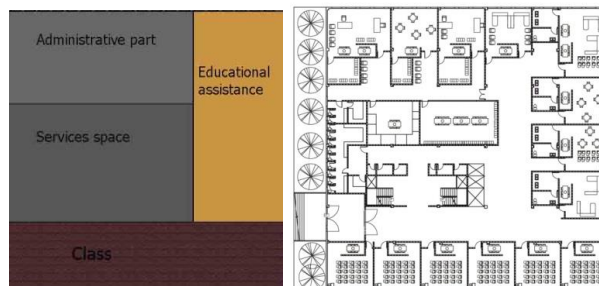 Administrative part
Educational
assistance
Services space
Class